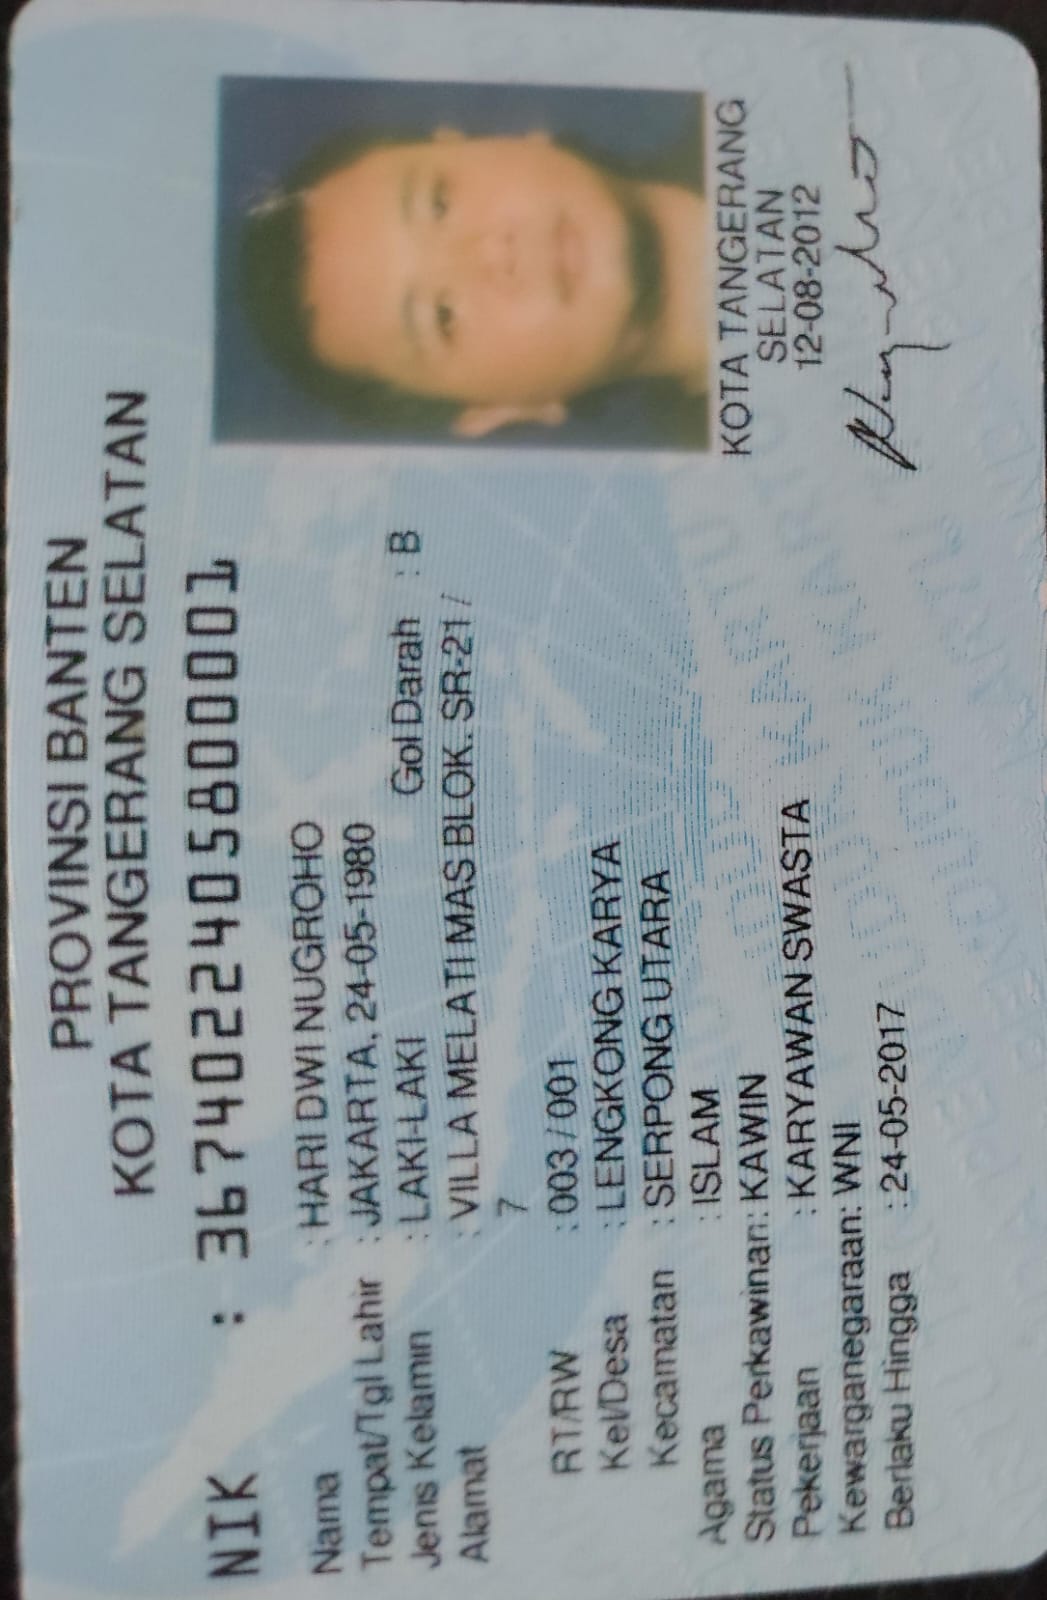 PROVINSI BANTEN
KOTA TANGERANG SELATAN
NIK : 3674022405800001
Nama : HARI DWI NUGROHO
Tempat/Tgl Lahir : JAKARTA, 24-05-1980
Jenis Kelamin : LAKI-LAKI Gol Darah : B
Alamat : VILLA MELATI MAS BLOK. SR-21 /
7
RT/RW : 003 / 001
Kel/Desa : LENGKONG KARYA
Kecamatan : SERPONG UTARA
Agama : ISLAM
Status Perkawinan: KAWIN
Pekerjaan : KARYAWAN SWASTA
Kewarganegaraan: WNI
Berlaku Hingga : 24-05-2017
KOTA TANGERANG
SELATAN
12-08-2012